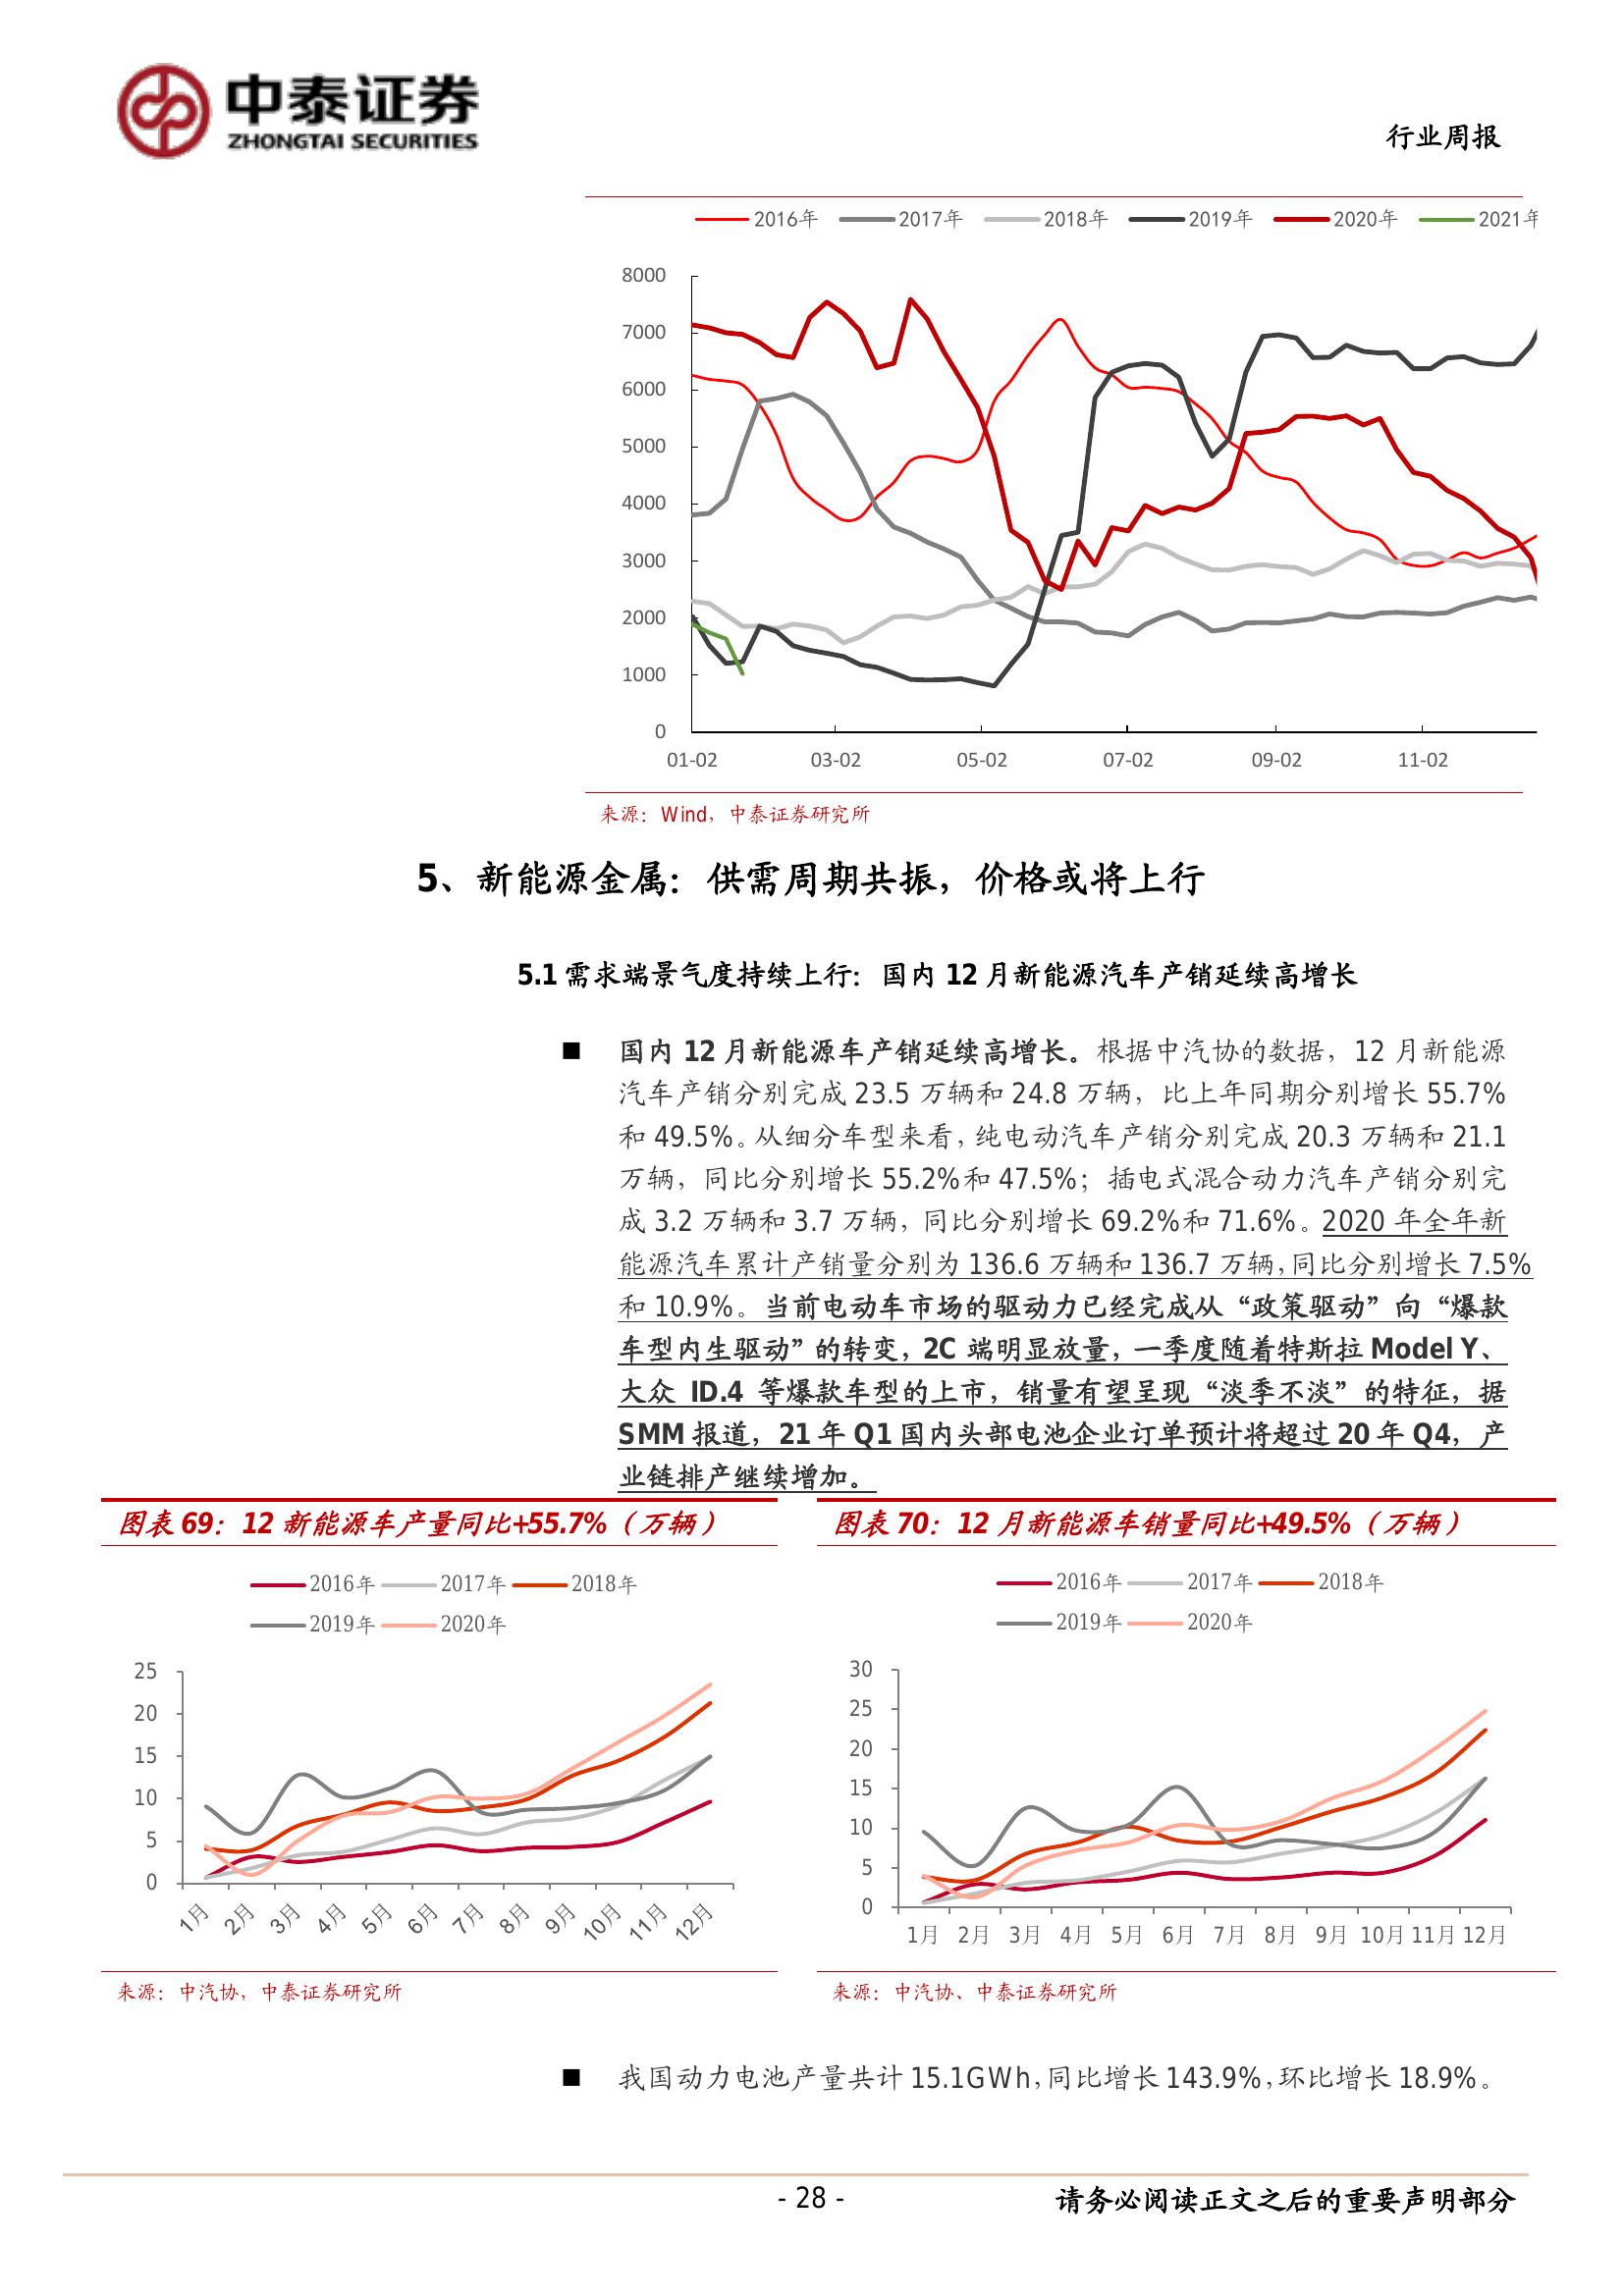 中泰证券
ZHONGTAI SECURITIES
行业周报
2016年 2017年 2018年 2019年 2020年 2021年
8000
7000
6000
5000
4000
3000
2000
1000
0
01-02 03-02 05-02 07-02 09-02 11-02
来源：Wind，中泰证券研究所
5、新能源金属：供需周期共振，价格或将上行
5.1 需求端景气度持续上行：国内 12 月新能源汽车产销延续高增长
■ 国内 12 月新能源车产销延续高增长。根据中汽协的数据，12 月新能源
汽车产销分别完成 23.5 万辆和 24.8 万辆，比上年同期分别增长 55.7%
和 49.5%。从细分车型来看，纯电动汽车产销分别完成 20.3 万辆和 21.1
万辆，同比分别增长 55.2%和 47.5%；插电式混合动力汽车产销分别完
成 3.2 万辆和 3.7 万辆，同比分别增长 69.2%和 71.6%。2020 年全年新
能源汽车累计产销量分别为 136.6 万辆和 136.7 万辆，同比分别增长 7.5%
和 10.9%。当前电动车市场的驱动力已经完成从“政策驱动”向“爆款
车型内生驱动”的转变，2C 端明显放量，一季度随着特斯拉 Model Y、
大众 ID.4 等爆款车型的上市，销量有望呈现“淡季不淡”的特征，据
SMM 报道，21 年 Q1 国内头部电池企业订单预计将超过 20 年 Q4，产
业链排产继续增加。
图表 69：12 新能源车产量同比+55.7%（万辆）
2016年 2017年 2018年
2019年 2020年
25
20
15
10
5
0
1月 2月 3月 4月 5月 6月 7月 8月 9月 10月 11月 12月
来源：中汽协，中泰证券研究所
图表 70：12 月新能源车销量同比+49.5%（万辆）
2016年 2017年 2018年
2019年 2020年
30
25
20
15
10
5
0
1月 2月 3月 4月 5月 6月 7月 8月 9月 10月 11月 12月
来源：中汽协、中泰证券研究所
■ 我国动力电池产量共计 15.1GWh，同比增长 143.9%，环比增长 18.9%。
- 28 -
请务必阅读正文之后的重要声明部分